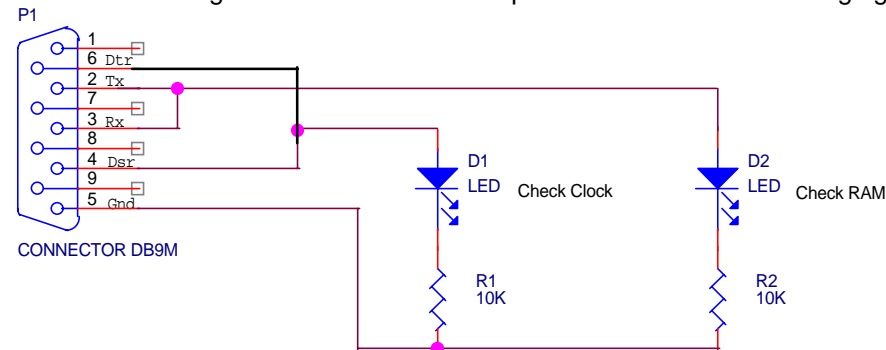 P1
1
6 Dtr
2 Tx
7
3 Rx
8
4 Dsr
9
5 Gnd
CONNECTOR DB9M
D1
LED
Check Clock
D2
LED
Check RAM
R1
10K
R2
10K